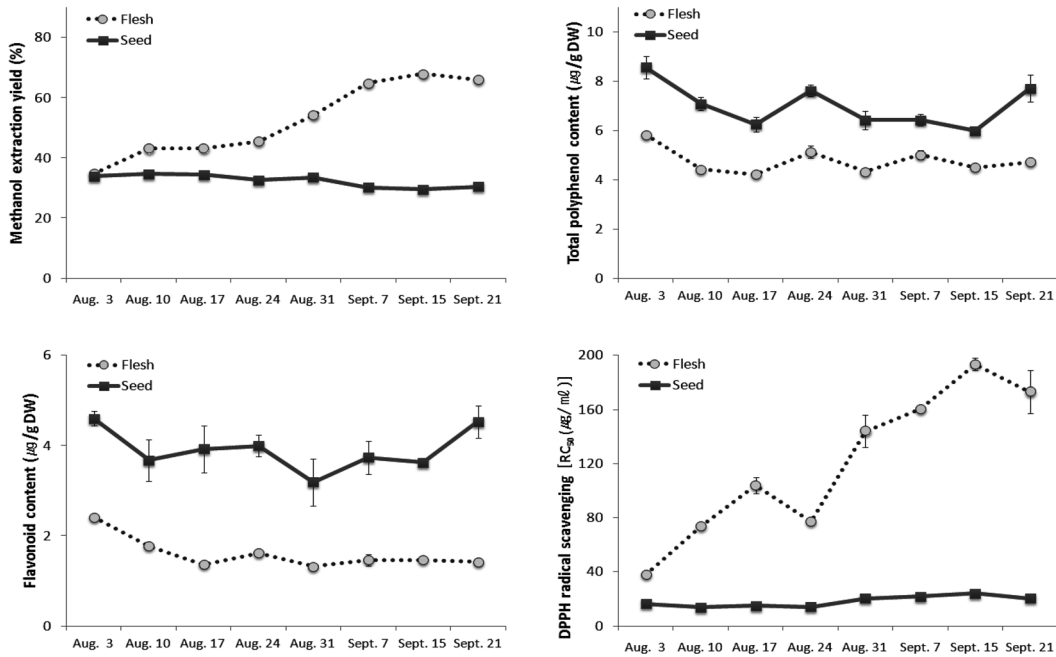 Flesh
Seed
Methanol extraction yield (%)
80
60
40
20
0
Aug. 3 Aug. 10 Aug. 17 Aug. 24 Aug. 31 Sept. 7 Sept. 15 Sept. 21
Flesh
Seed
Total polyphenol content (㎍/g DW)
10
8
6
4
2
0
Aug. 3 Aug. 10 Aug. 17 Aug. 24 Aug. 31 Sept. 7 Sept. 15 Sept. 21
Flesh
Seed
Flavonoid content (㎍/g DW)
6
4
2
0
Aug. 3 Aug. 10 Aug. 17 Aug. 24 Aug. 31 Sept. 7 Sept. 15 Sept. 21
Flesh
Seed
DPPH radical scavenging [RC₅₀ (㎍/㎖)]
200
160
120
80
40
0
Aug. 3 Aug. 10 Aug. 17 Aug. 24 Aug. 31 Sept. 7 Sept. 15 Sept. 21